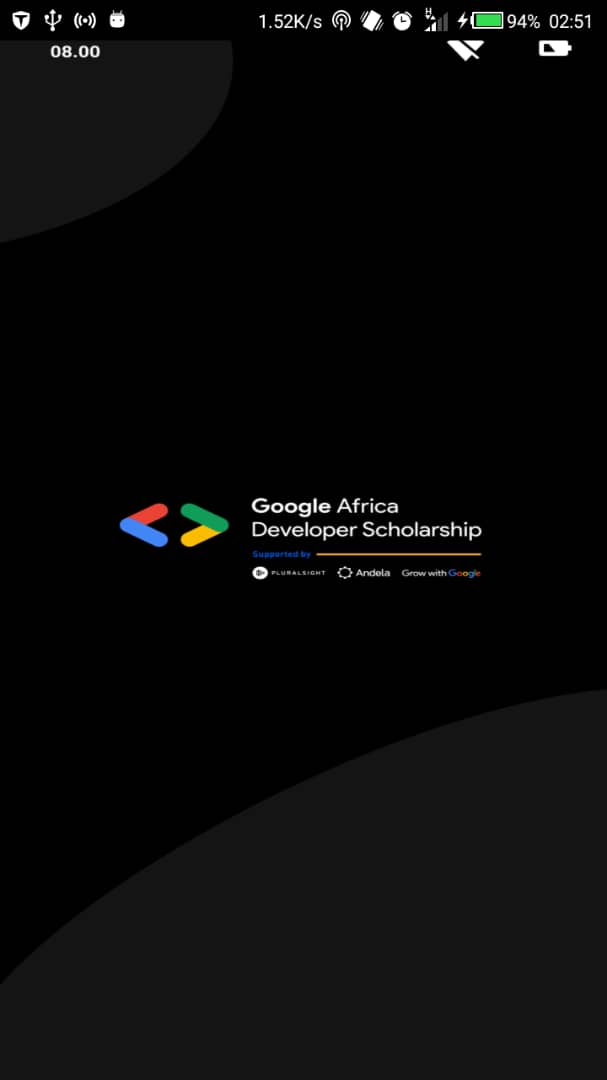 1.52K/s H 94% 02:51
08.00
Google Africa
Developer Scholarship
Supported by
PLURALSIGHT Andela Grow with Google